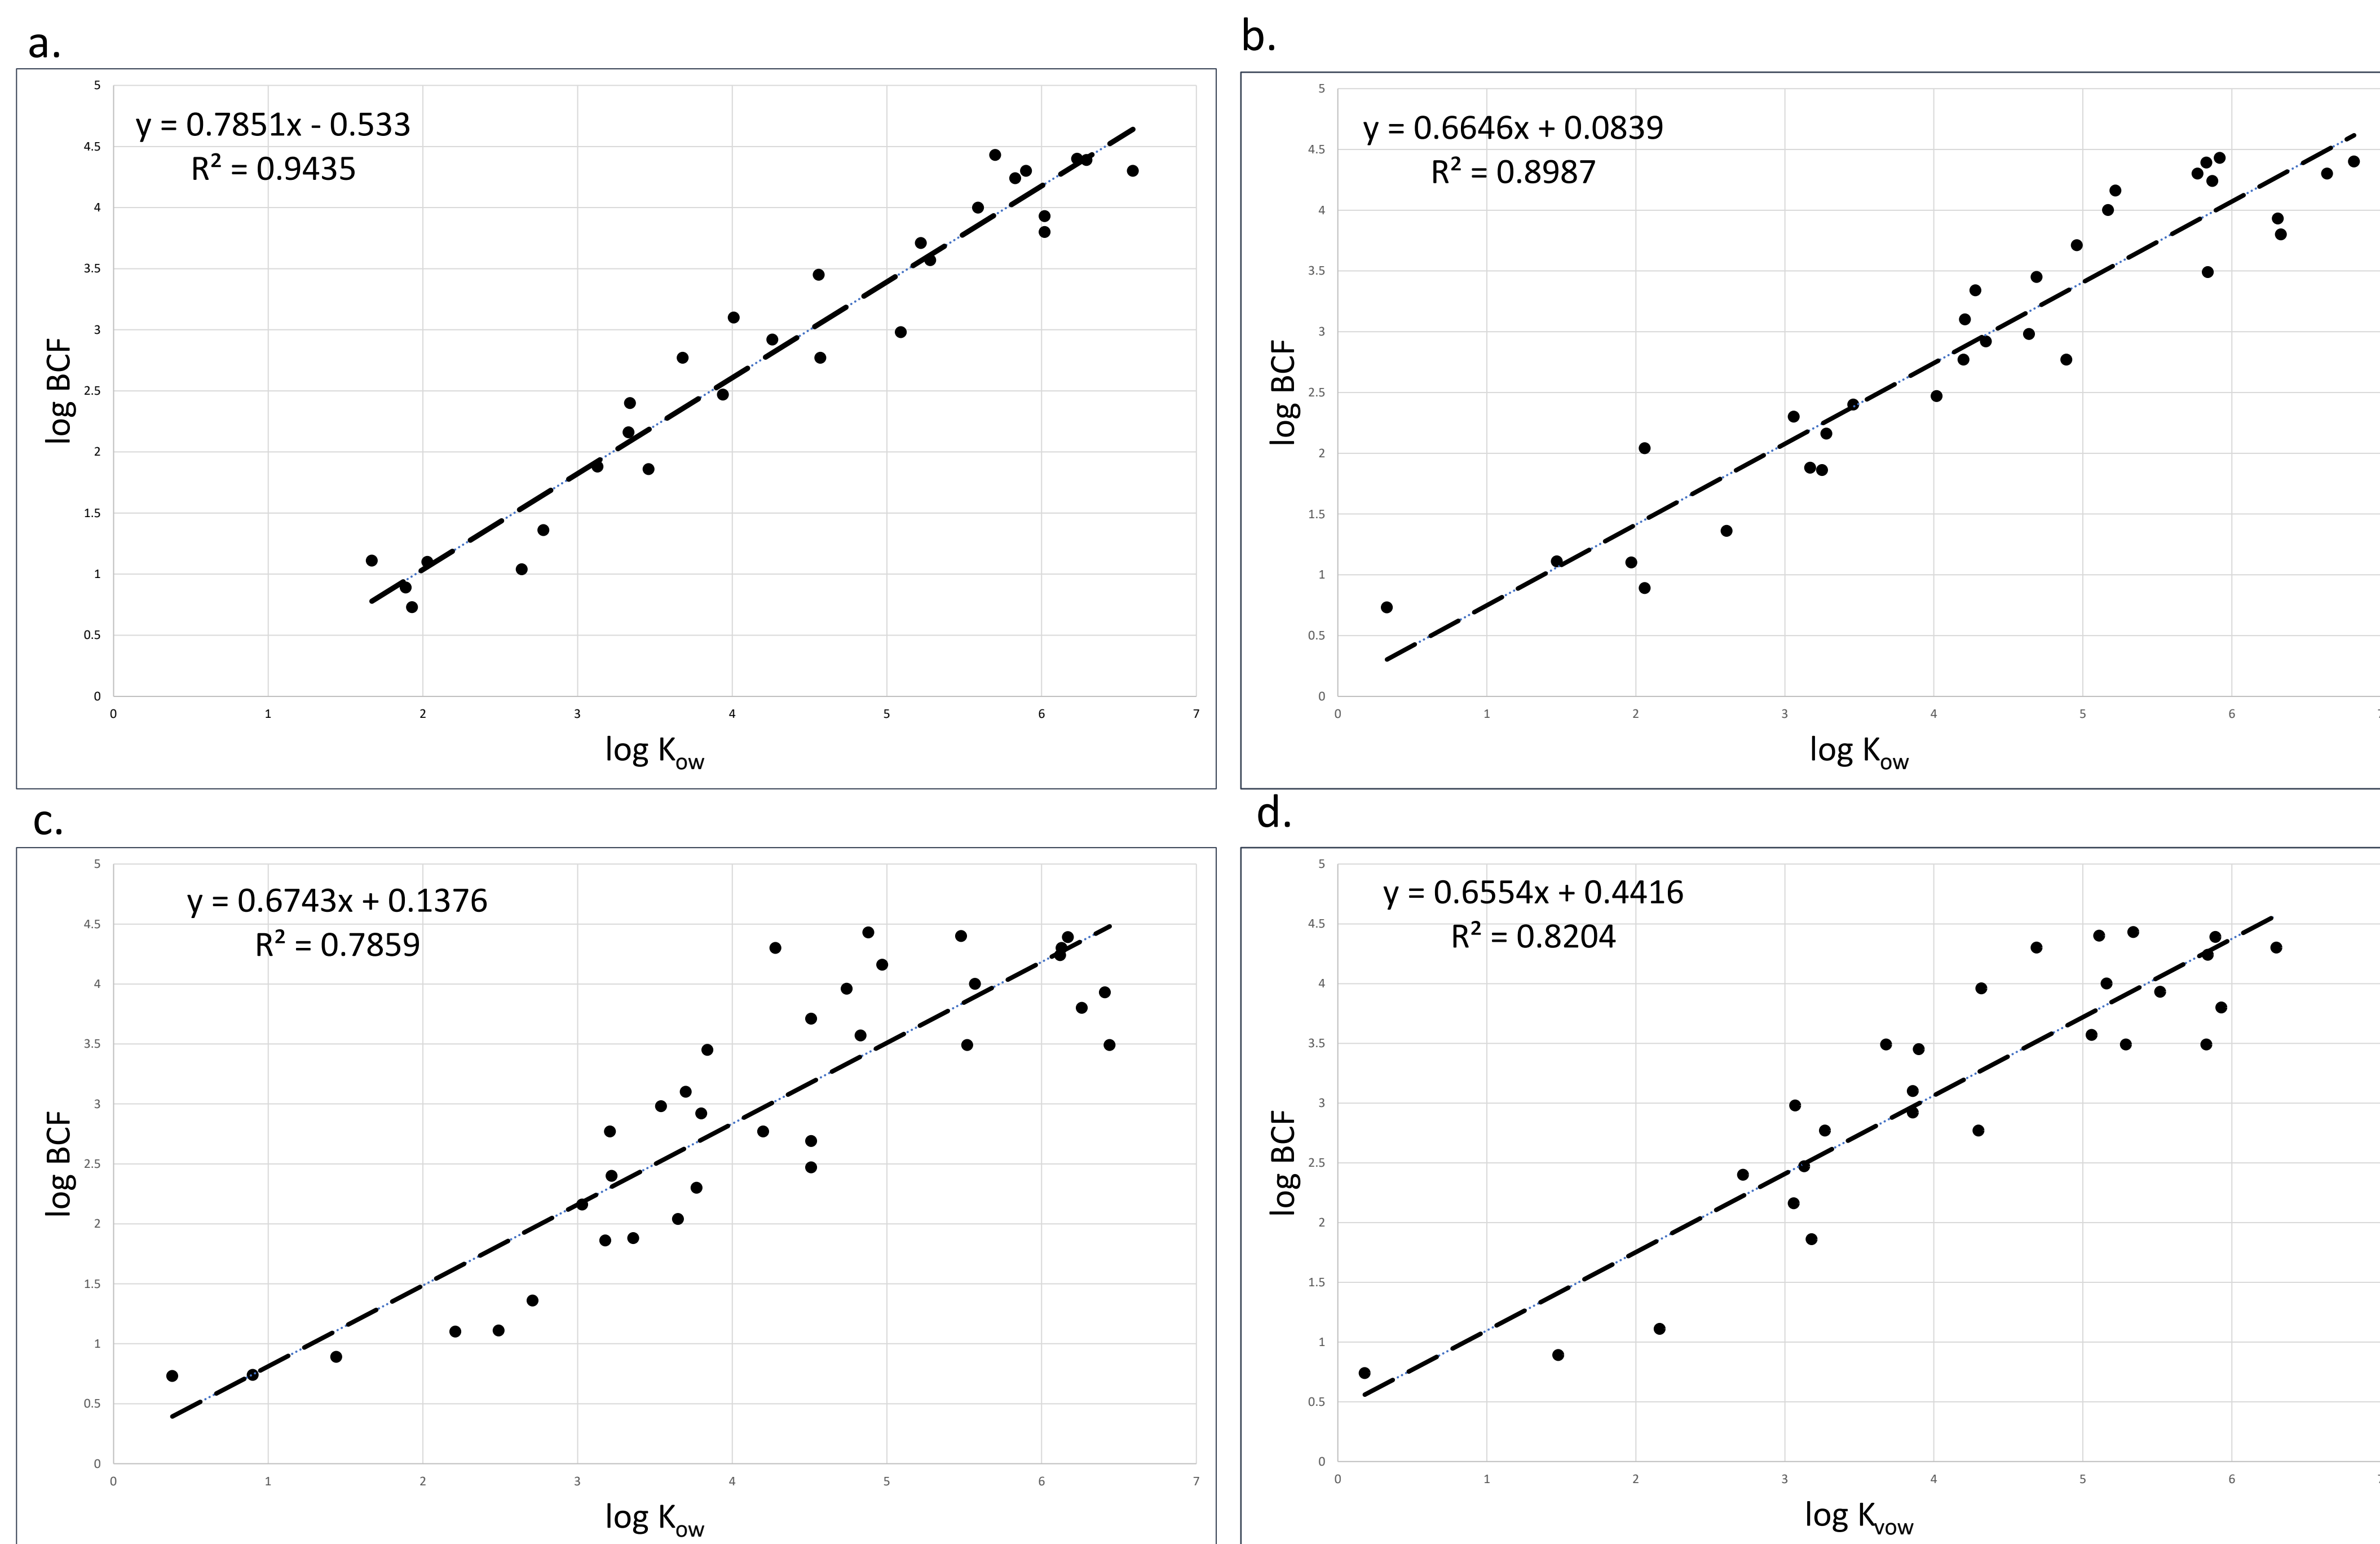 a.
y = 0.7851x - 0.533
R² = 0.9435
5
4.5
4
3.5
3
2.5
2
1.5
1
0.5
0
log BCF
0 1 2 3 4 5 6 7
log Kow
b.
y = 0.6646x + 0.0839
R² = 0.8987
5
4.5
4
3.5
3
2.5
2
1.5
1
0.5
0
log BCF
0 1 2 3 4 5 6 7
log Kow
c.
y = 0.6743x + 0.1376
R² = 0.7859
5
4.5
4
3.5
3
2.5
2
1.5
1
0.5
0
log BCF
0 1 2 3 4 5 6 7
log Kow
d.
y = 0.6554x + 0.4416
R² = 0.8204
5
4.5
4
3.5
3
2.5
2
1.5
1
0.5
0
log BCF
0 1 2 3 4 5 6 7
log Kvow